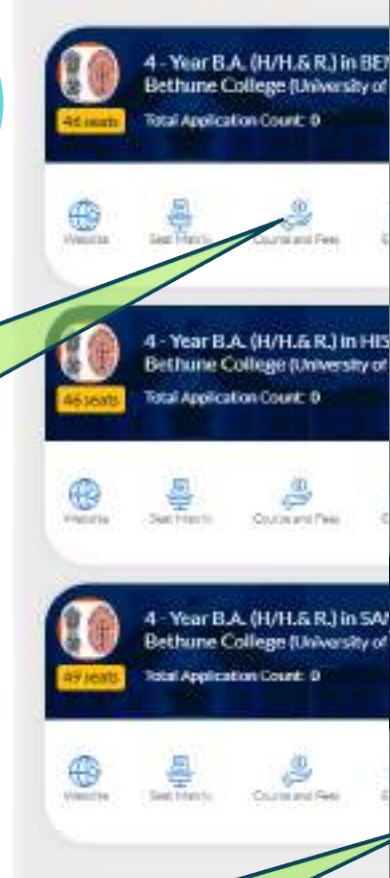 4 - Year B.A. (H/H.& R.) in BEN
Bethune College (University of
46 seats
Total Application Count: 0
Website
Seat Matrix
Course and Fees
4 - Year B.A. (H/H.& R.) in HIS
Bethune College (University of
46 seats
Total Application Count: 0
Website
Seat Matrix
Course and Fees
4 - Year B.A. (H/H.& R.) in SAN
Bethune College (University of
49 seats
Total Application Count: 0
Website
Seat Matrix
Course and Fees